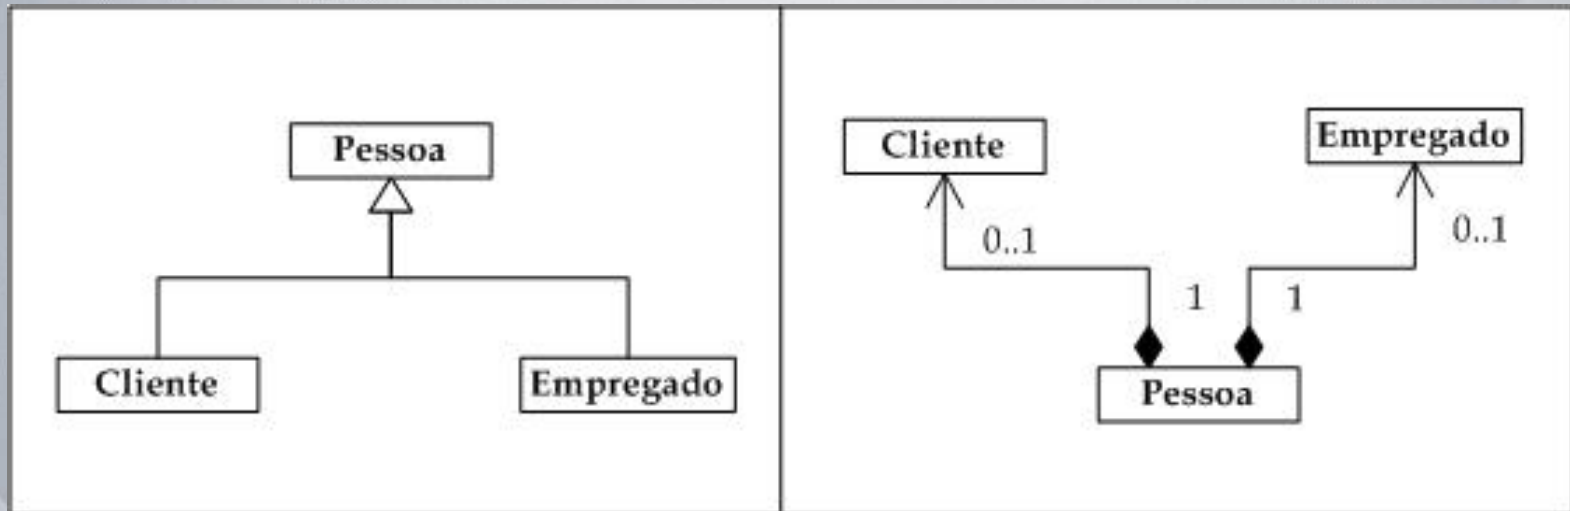 Pessoa
Cliente
Empregado
Cliente
Empregado
0..1
0..1
1
1
Pessoa